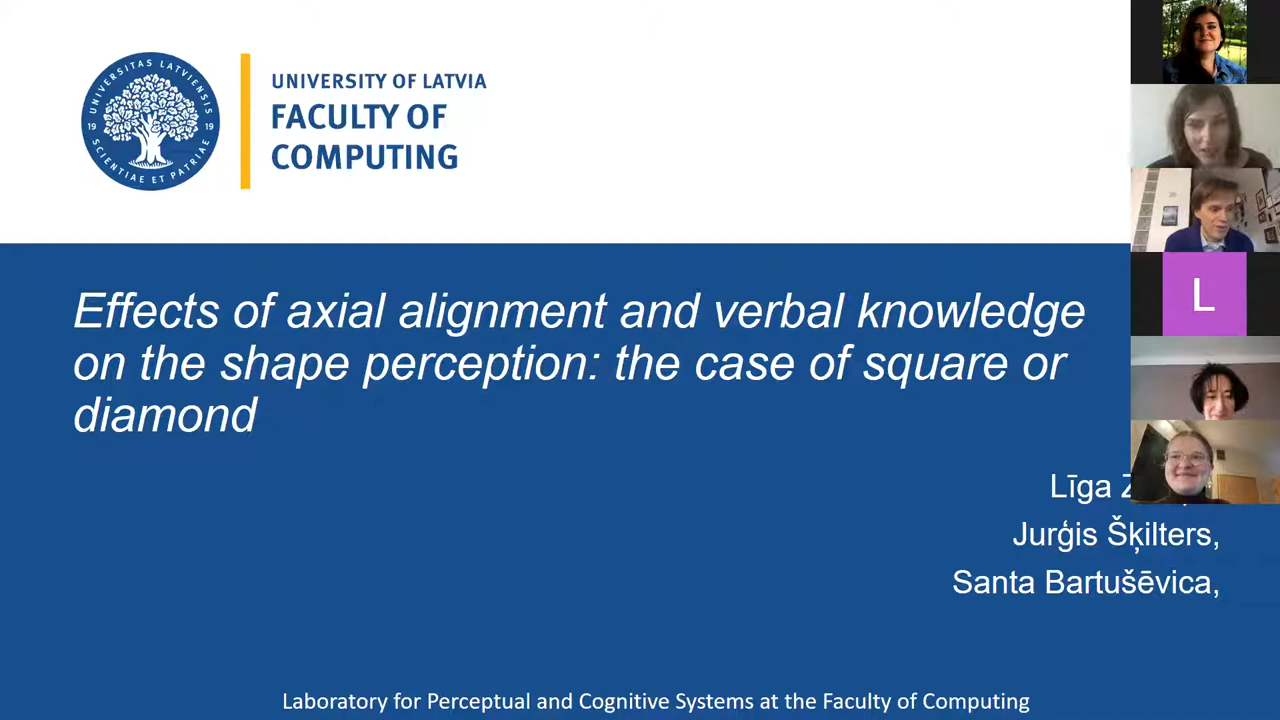 UNIVERSITAS LATVIENSIS
19 19
SCIENTIAE ET PATRIAE
UNIVERSITY OF LATVIA
FACULTY OF
COMPUTING
L
Effects of axial alignment and verbal knowledge
on the shape perception: the case of square or
diamond
Līga
Jurģis Šķilters,
Santa Bartušēvica,
Laboratory for Perceptual and Cognitive Systems at the Faculty of Computing